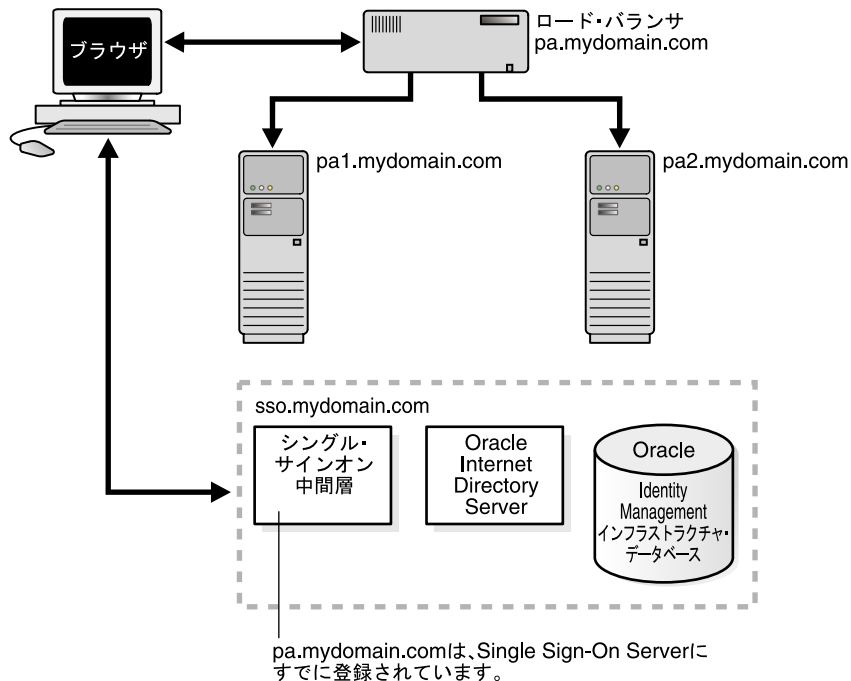 ブラウザ
ロード・バランサ
pa.mydomain.com
pa1.mydomain.com
pa2.mydomain.com
sso.mydomain.com
シングル・
サインオン
中間層
Oracle
Internet
Directory
Server
Oracle
Identity
Management
インフラストラクチャ・
データベース
pa.mydomain.comは、Single Sign-On Serverに
すでに登録されています。